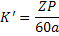 K′ = ZP / 60a